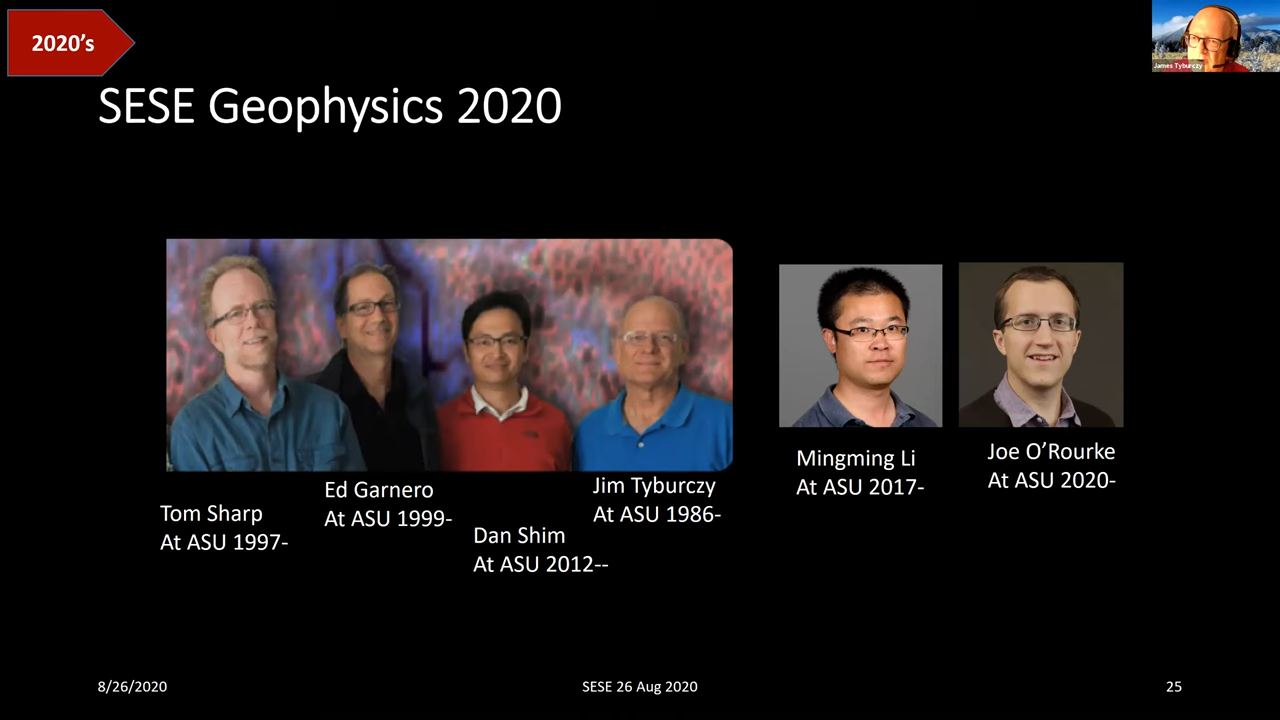 2020's
James Tyburczy
SESE Geophysics 2020
Tom Sharp
At ASU 1997-
Ed Garnero
At ASU 1999-
Dan Shim
At ASU 2012--
Jim Tyburczy
At ASU 1986-
Mingming Li
At ASU 2017-
Joe O'Rourke
At ASU 2020-
8/26/2020
SESE 26 Aug 2020
25